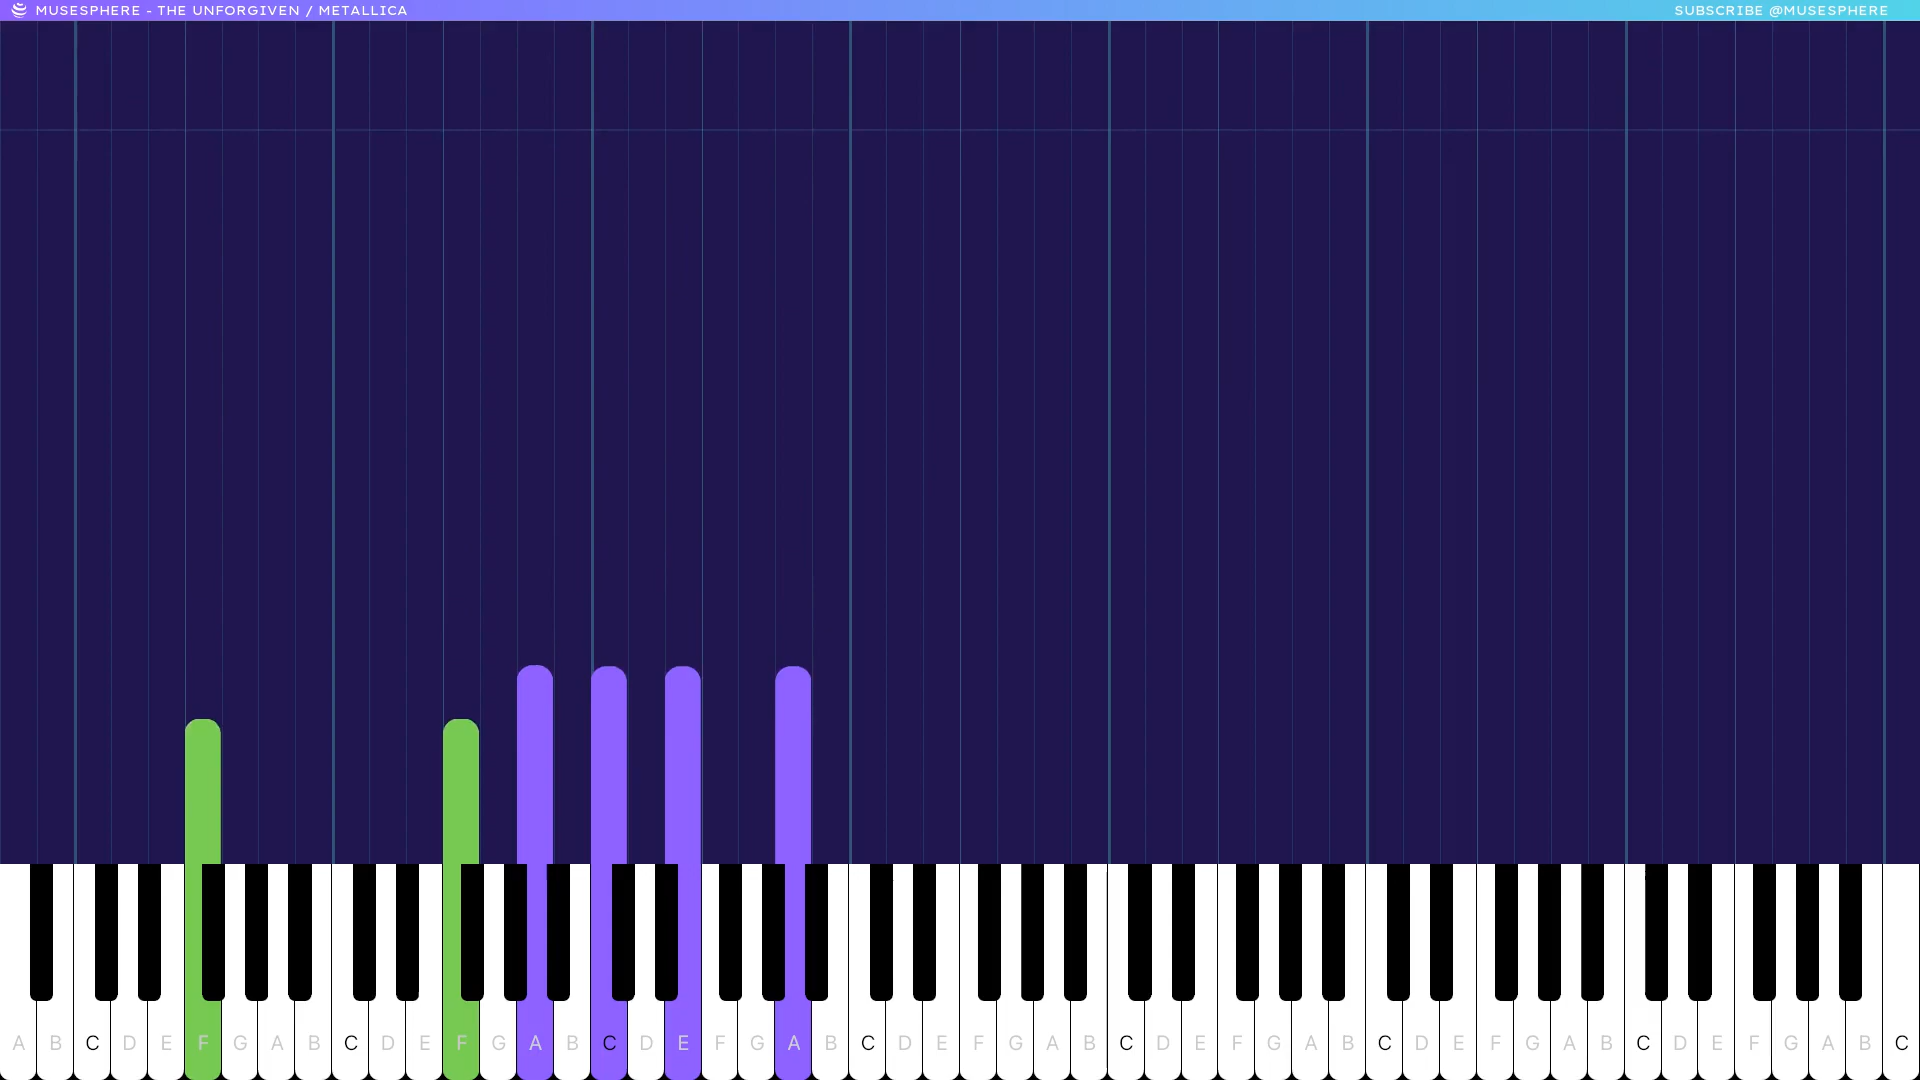 MUSESPHERE - THE UNFORGIVEN / METALLICA
SUBSCRIBE @MUSESPHERE
A B C D E F G A B C D E F G A B C D E F G A B C D E F G A B C D E F G A B C D E F G A B C D E F G A B C